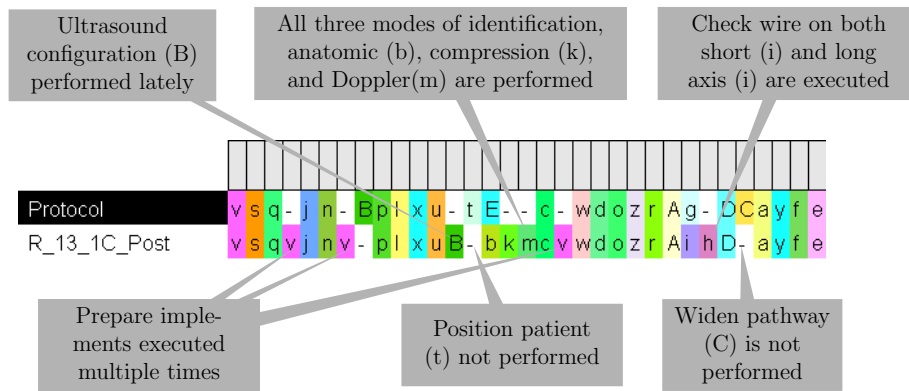 Ultrasound
configuration (B)
performed lately
All three modes of identification,
anatomic (b), compression (k),
and Doppler(m) are performed
Check wire on both
short (i) and long
axis (i) are executed
Protocol
v s q - j n - B p l x u - t E - - c - w d o z r A g - D C a y f e
R_13_1C_Post
v s q v j n v - p l x u B - b k m c v w d o z r A i h D - a y f e
Prepare imple-
ments executed
multiple times
Position patient
(t) not performed
Widen pathway
(C) is not
performed